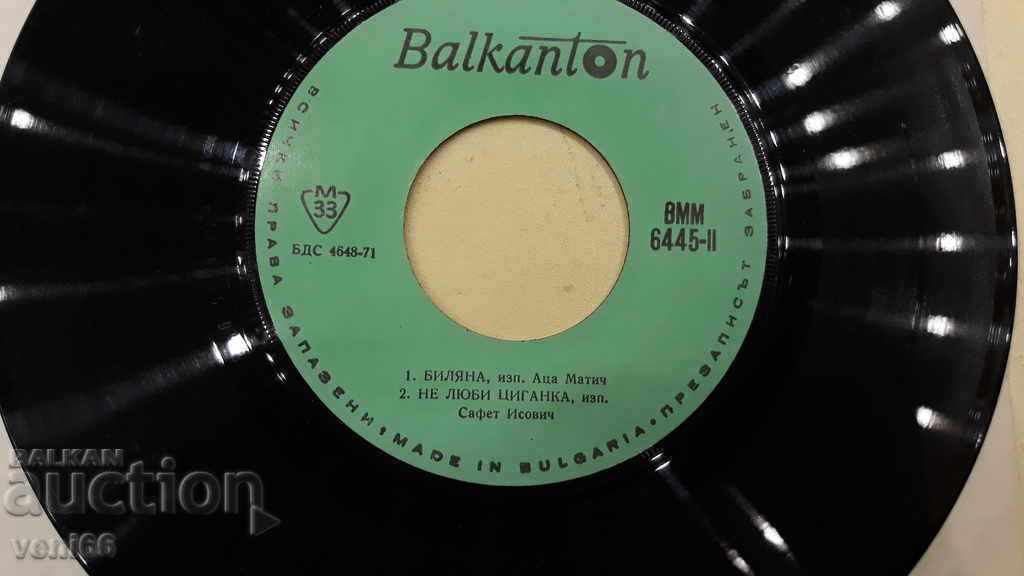 Balkanton
ВСИЧКИ ПРАВА ЗАПАЗЕНИ • MADE IN BULGARIA • ПРЕЗАПИСЪТ ЗАБРАНЕН
М
33
БДС 4648-71
ВММ
6445-II
1. БИЛЯНА, изп. Аца Матич
2. НЕ ЛЮБИ ЦИГАНКА, изп.
Сафет Исович
BALKAN
auction
veni66